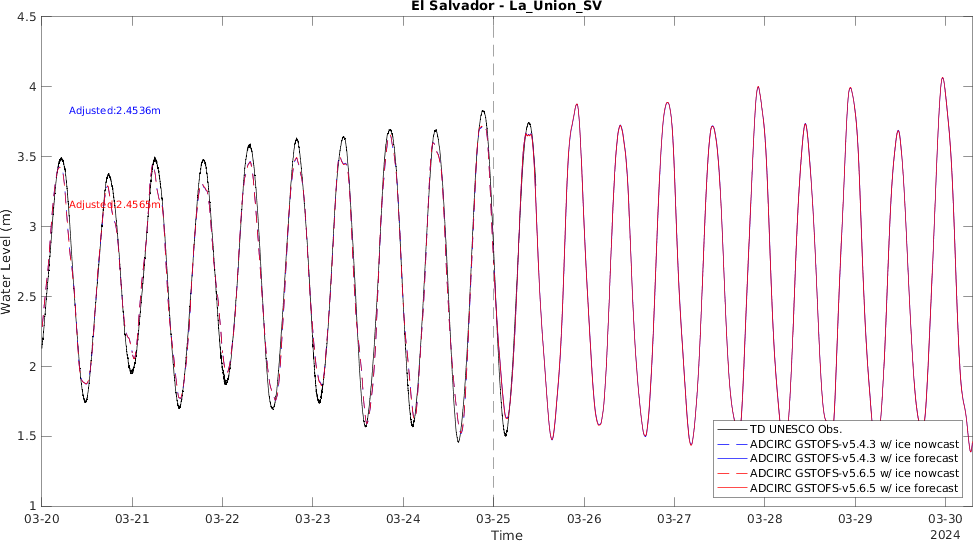 El Salvador - La_Union_SV
4.5
4
3.5
3
2.5
2
1.5
1
Water Level (m)
Adjusted:2.4536m
Adjusted:2.4565m
TD UNESCO Obs.
ADCIRC GSTOFS-v5.4.3 w/ ice nowcast
ADCIRC GSTOFS-v5.4.3 w/ ice forecast
ADCIRC GSTOFS-v5.6.5 w/ ice nowcast
ADCIRC GSTOFS-v5.6.5 w/ ice forecast
03-20 03-21 03-22 03-23 03-24 03-25 03-26 03-27 03-28 03-29 03-30
Time
2024